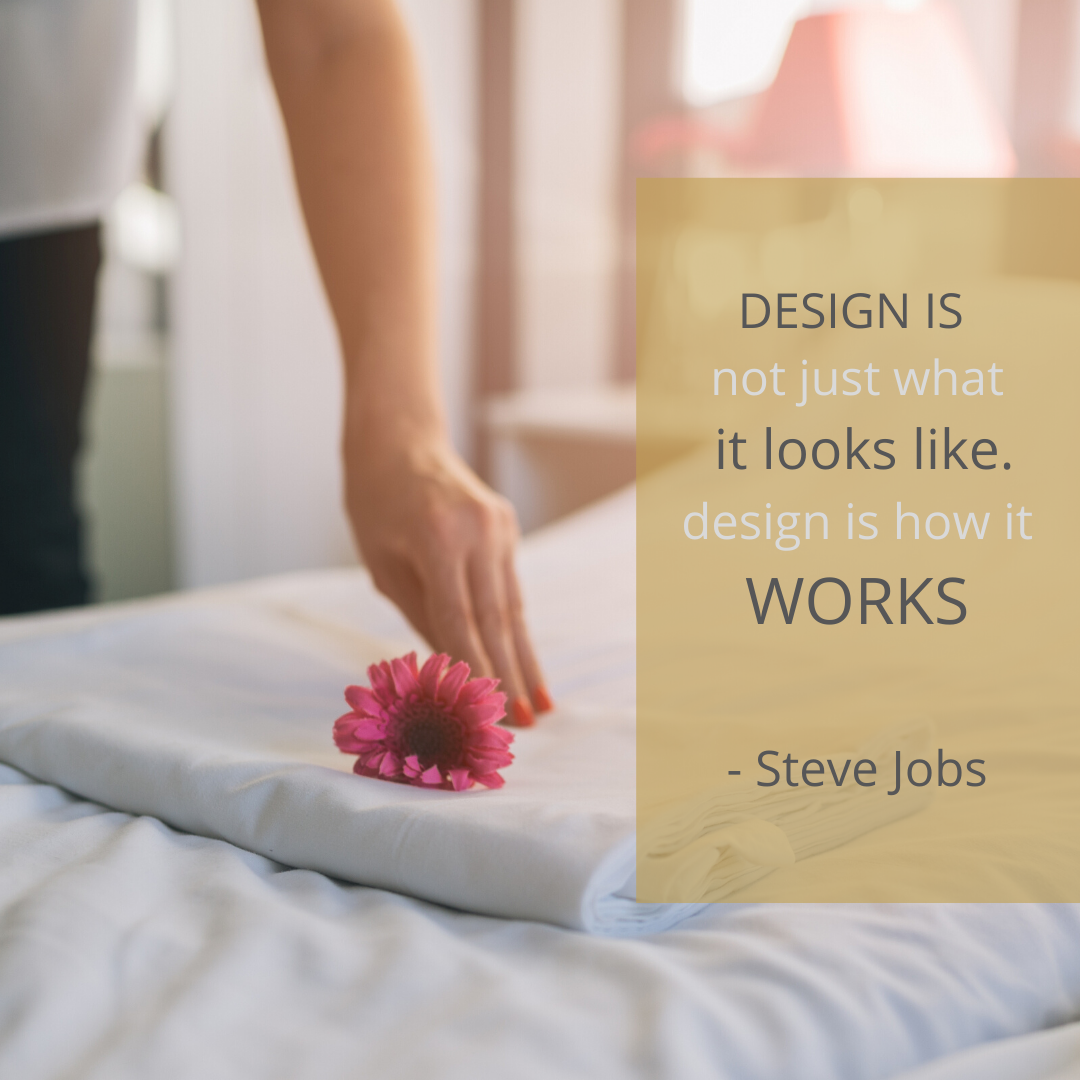 DESIGN IS
not just what
it looks like.
design is how it
WORKS
- Steve Jobs